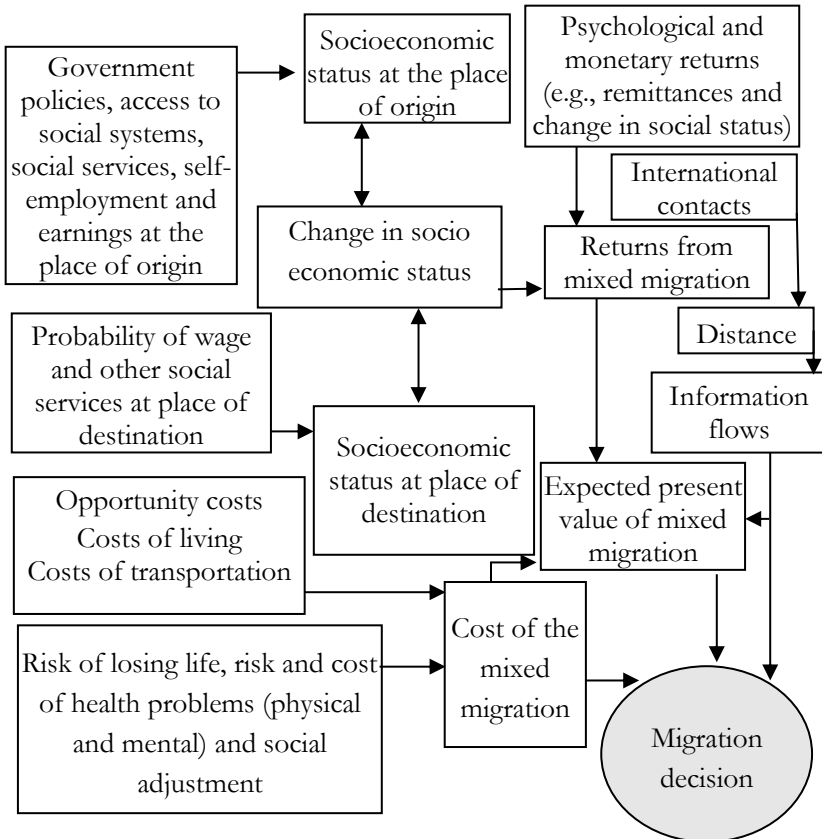 Government
policies, access to
social systems,
social services, self-
employment and
earnings at the
place of origin
Socioeconomic
status at the place
of origin
Psychological and
monetary returns
(e.g., remittances and
change in social status)
International
contacts
Change in socio
economic status
Returns from
mixed migration
Distance
Probability of wage
and other social
services at place of
destination
Information
flows
Socioeconomic
status at place of
destination
Expected present
value of mixed
migration
Opportunity costs
Costs of living
Costs of transportation
Cost of the
mixed
migration
Risk of losing life, risk and cost
of health problems (physical
and mental) and social
adjustment
Migration
decision